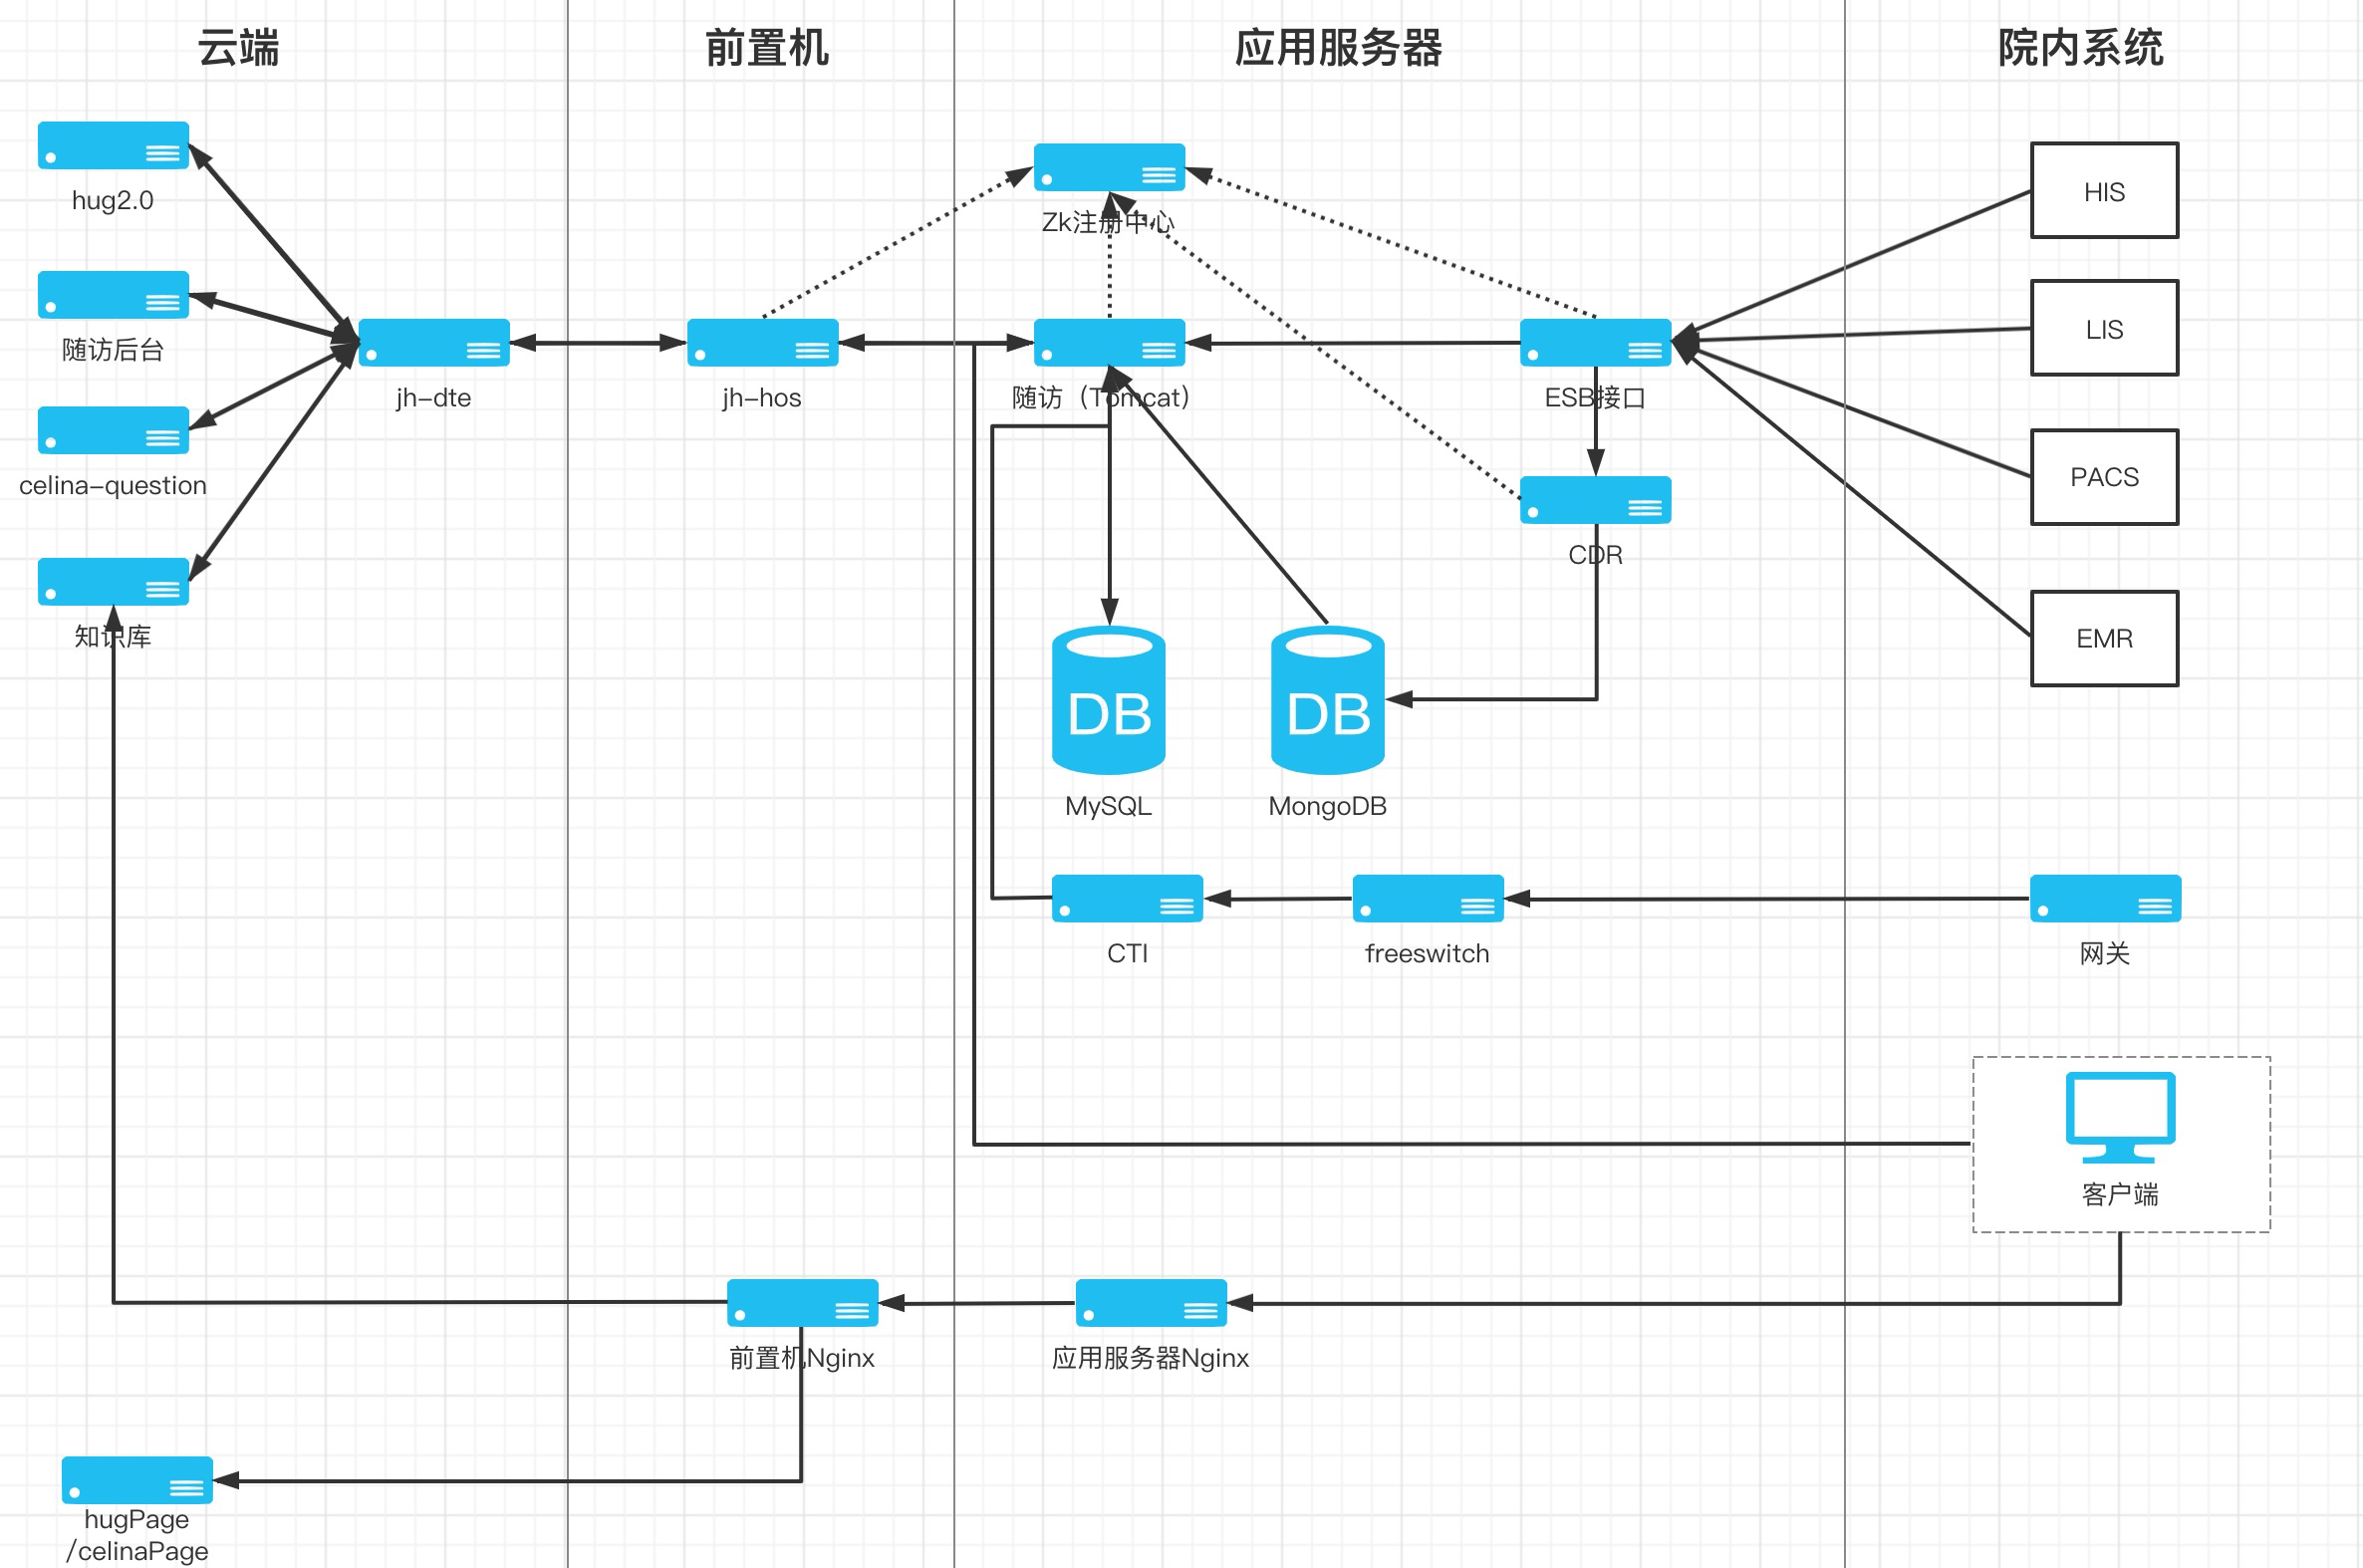 云端
前置机
应用服务器
院内系统
hug2.0
随访后台
celina-question
知识库
jh-dte
jh-hos
Zk注册中心
随访（Tomcat）
ESB接口
CDR
HIS
LIS
PACS
EMR
DB
MySQL
DB
MongoDB
CTI
freeswitch
网关
客户端
前置机Nginx
应用服务器Nginx
hugPage
/celinaPage